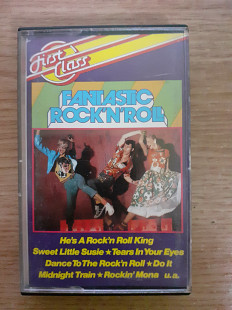 First Class
FANTASTIC
ROCK'N'ROLL
He's A Rock'n Roll King
Sweet Little Susie ★ Tears In Your Eyes
Dance To The Rock'n Roll ★ Do It
Midnight Train ★ Rockin' Mona u.a.